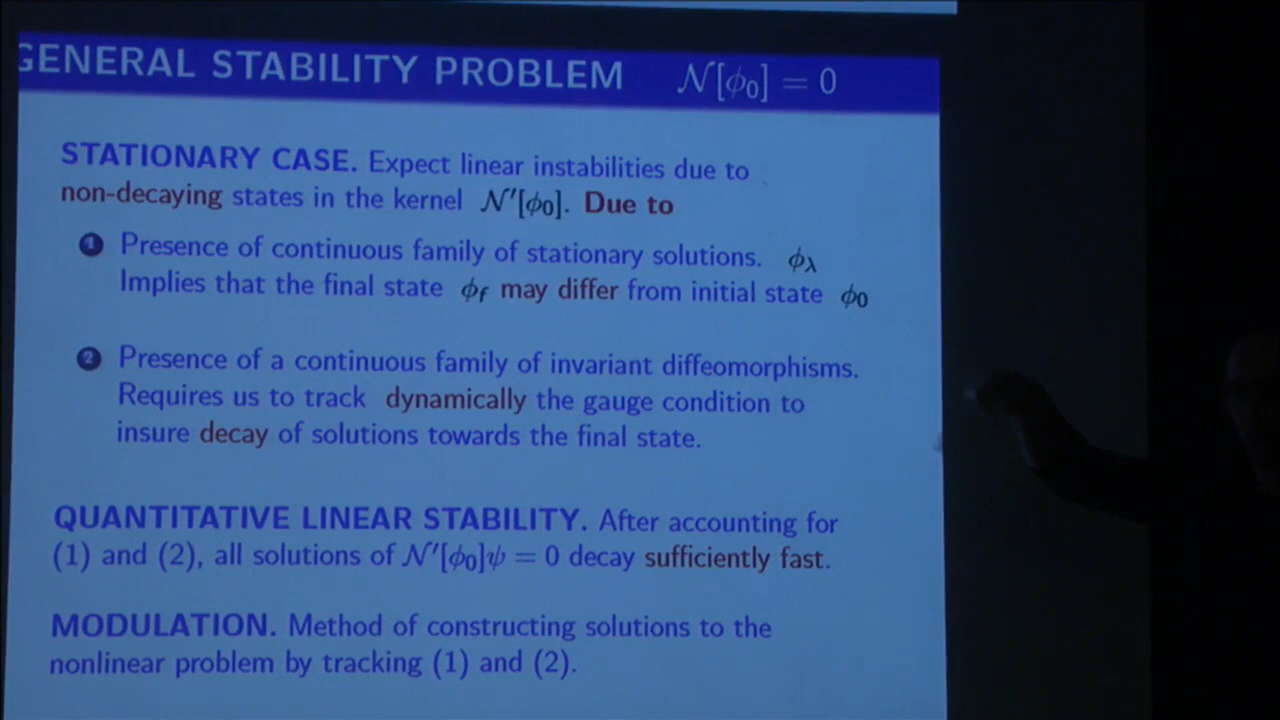 GENERAL STABILITY PROBLEM 𝒩[ϕ₀] = 0
STATIONARY CASE. Expect linear instabilities due to
non-decaying states in the kernel 𝒩′[ϕ₀]. Due to
1 Presence of continuous family of stationary solutions. ϕ_λ
Implies that the final state ϕ_f may differ from initial state ϕ₀
2 Presence of a continuous family of invariant diffeomorphisms.
Requires us to track dynamically the gauge condition to
insure decay of solutions towards the final state.
QUANTITATIVE LINEAR STABILITY. After accounting for
(1) and (2), all solutions of 𝒩′[ϕ₀]ψ = 0 decay sufficiently fast.
MODULATION. Method of constructing solutions to the
nonlinear problem by tracking (1) and (2).